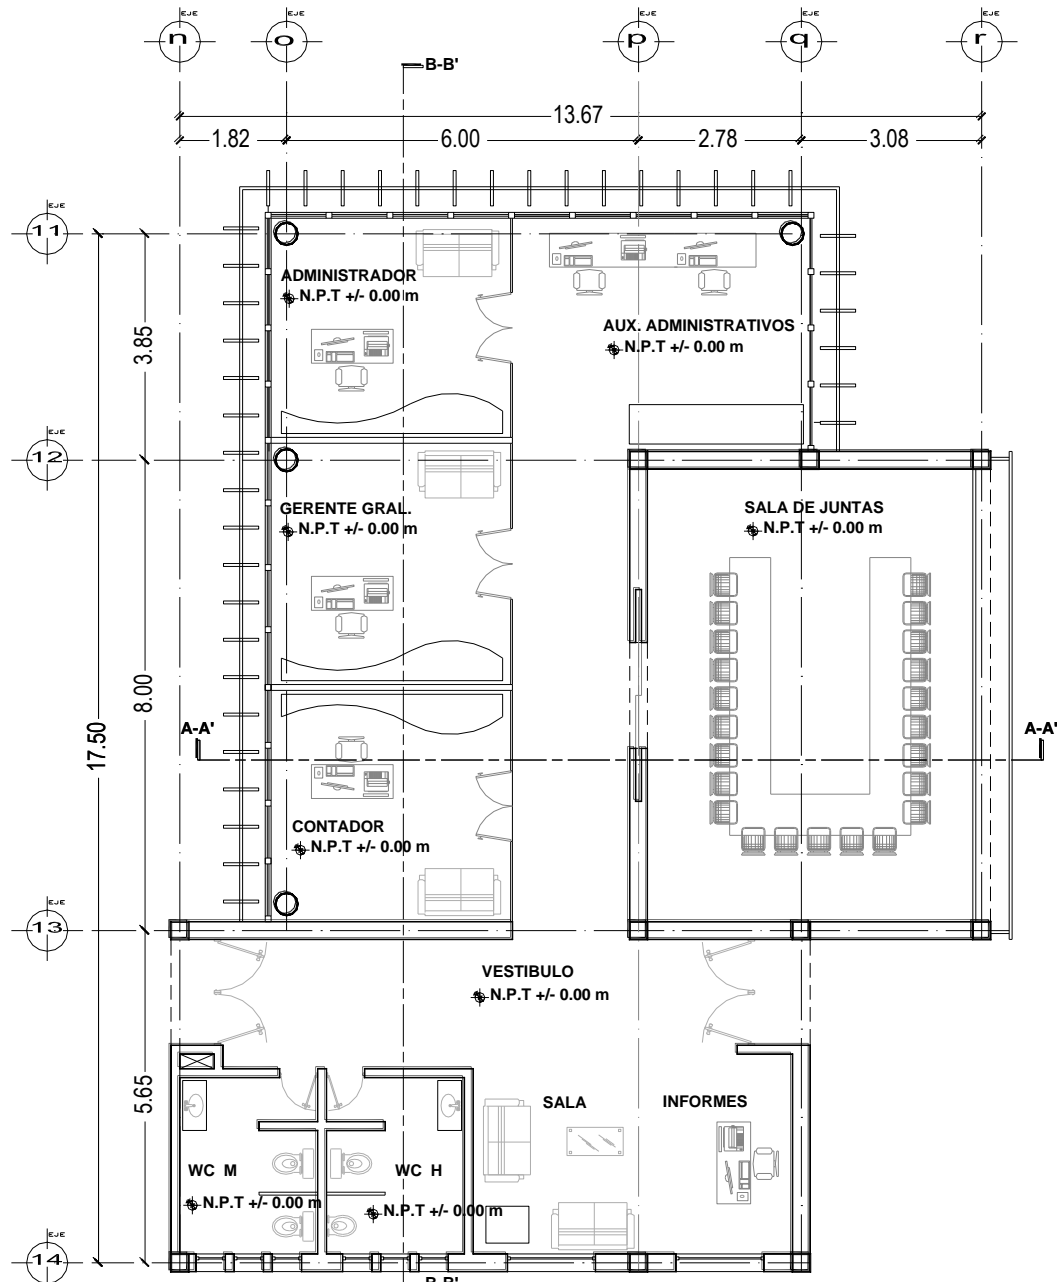 EJE EJE EJE EJE EJE
n o p q r
B-B'
13.67
1.82 6.00 2.78 3.08
EJE
11
ADMINISTRADOR
N.P.T +/- 0.00 m
AUX. ADMINISTRATIVOS
N.P.T +/- 0.00 m
3.85
EJE
12
GERENTE GRAL.
N.P.T +/- 0.00 m
SALA DE JUNTAS
N.P.T +/- 0.00 m
8.00
17.50
A-A' A-A'
CONTADOR
N.P.T +/- 0.00 m
EJE
13
VESTIBULO
N.P.T +/- 0.00 m
5.65
SALA INFORMES
WC M WC H
N.P.T +/- 0.00 m N.P.T +/- 0.00 m
EJE
14
B-B'